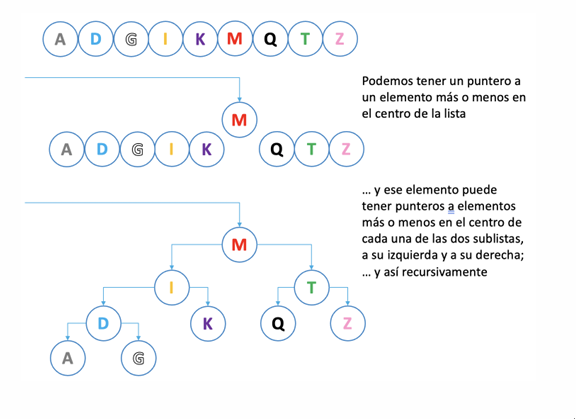 A D G I K M Q T Z
Podemos tener un puntero a
un elemento más o menos en
el centro de la lista
M
A D G I K Q T Z
... y ese elemento puede
tener punteros a elementos
más o menos en el centro de
cada una de las dos sublistas,
a su izquierda y a su derecha;
... y así recursivamente
M
I T
D K Q Z
A G